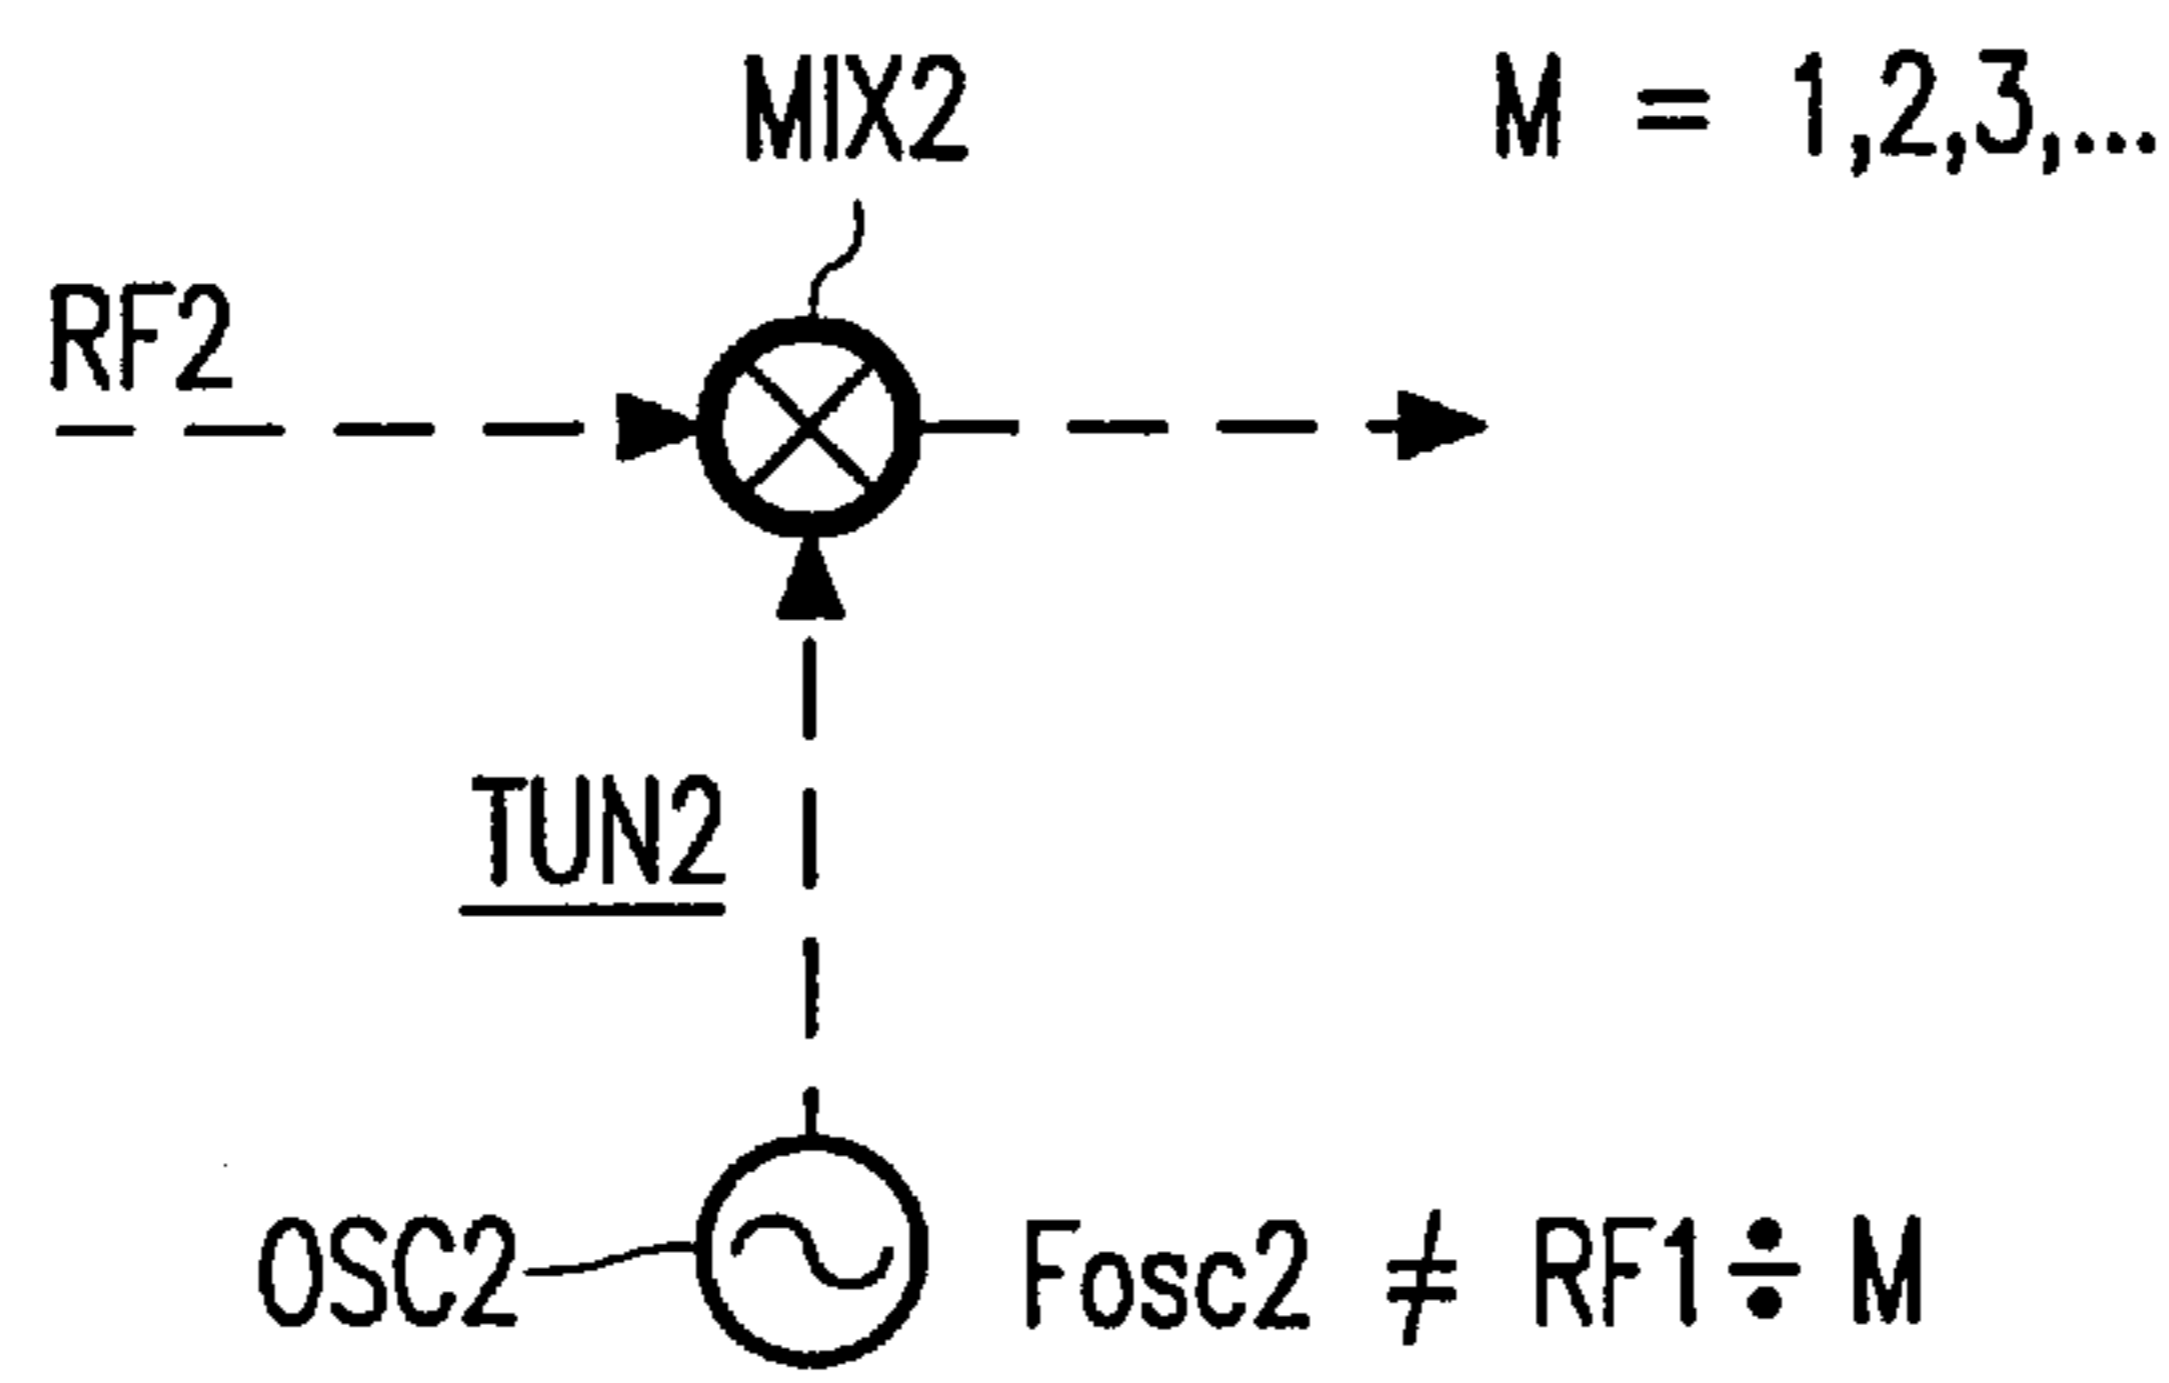 MIX2
M = 1,2,3,...
RF2
TUN2
OSC2
Fosc2 ≠ RF1÷M